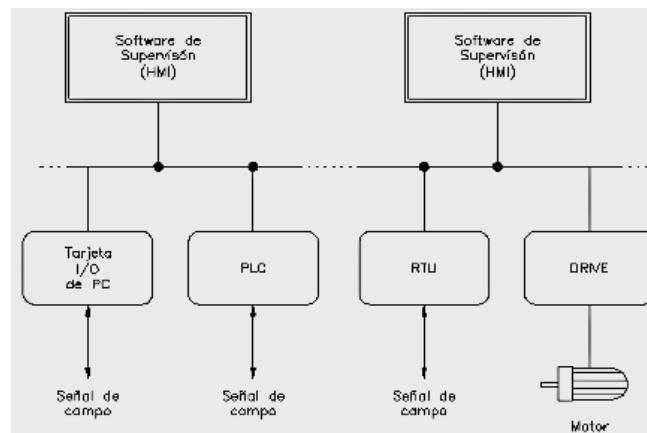 Software de
Supervisón
(HMI)
Software de
Supervisón
(HMI)
Tarjeta
I/O
de PC
PLC
RTU
DRIVE
Señal de
campo
Señal de
campo
Señal de
campo
Motor